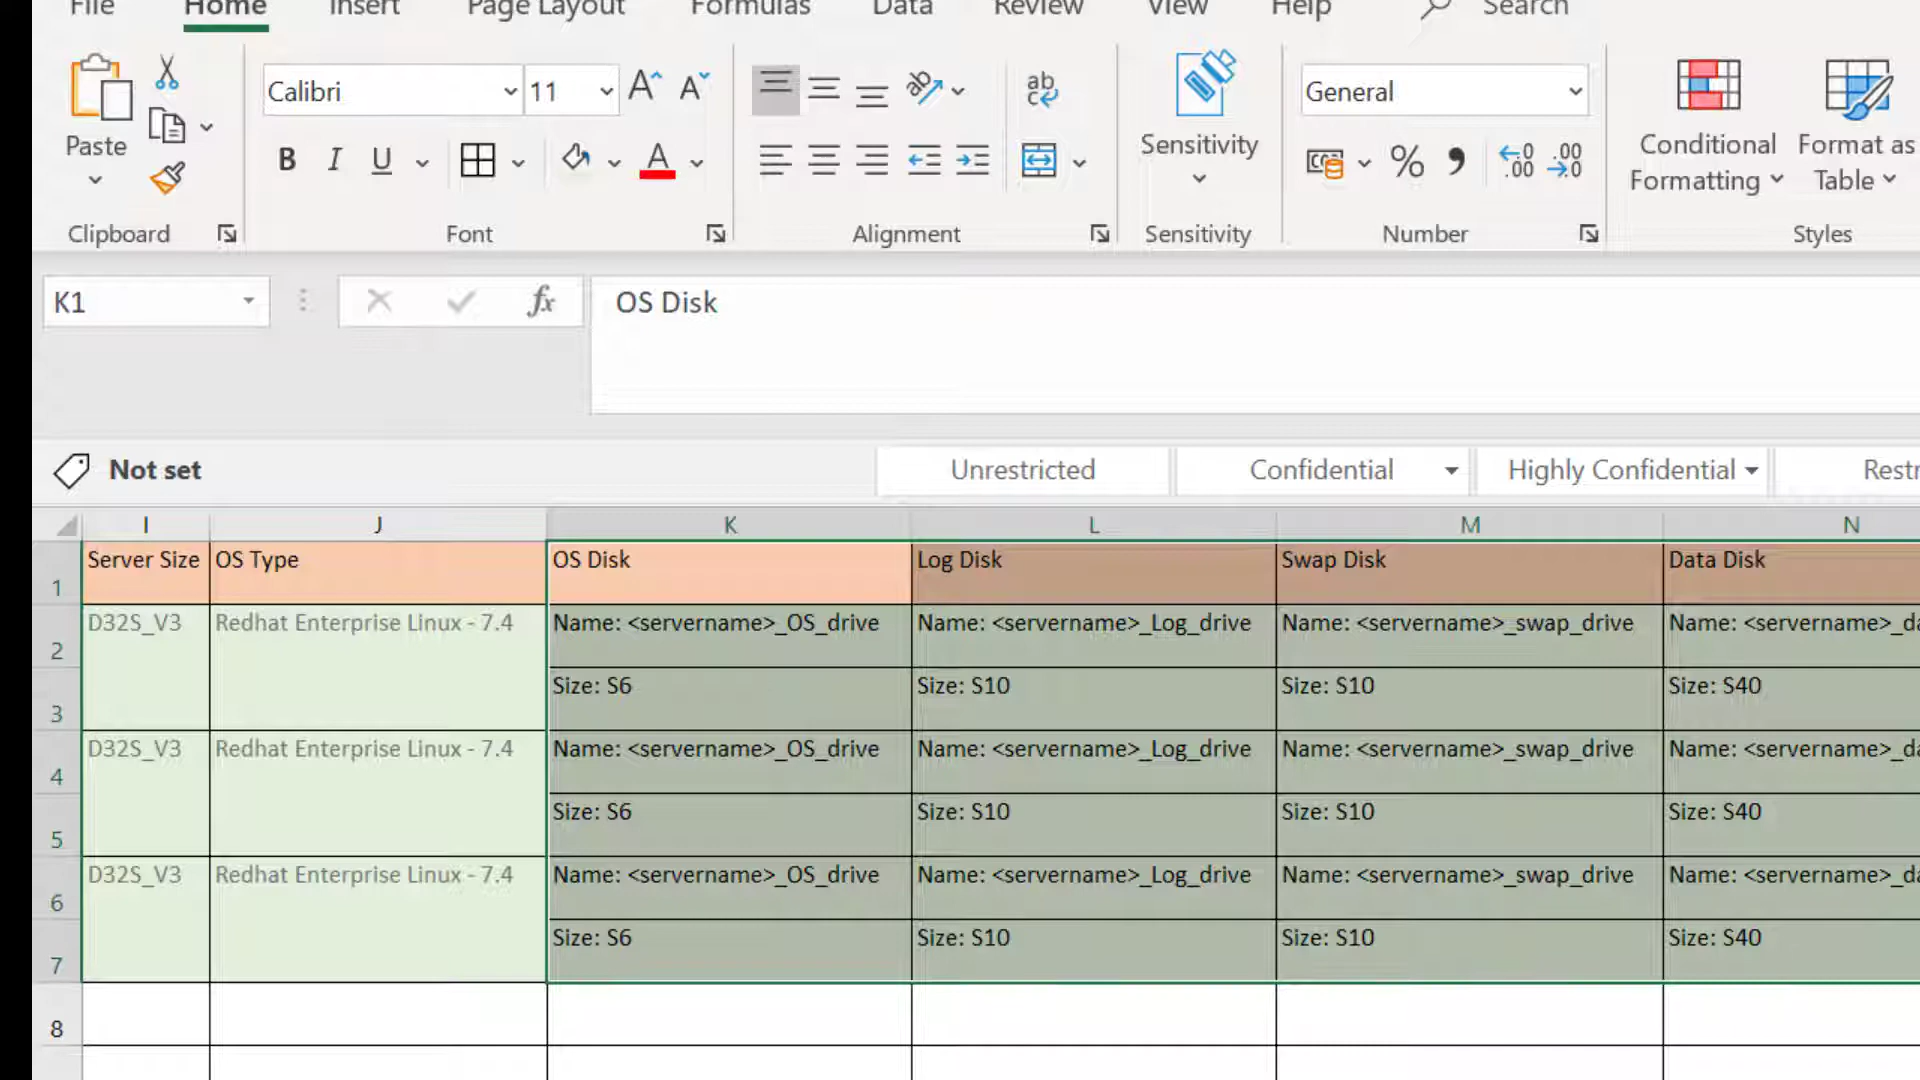 File Home Insert Page Layout Formulas Data Review View Help Search
Calibri 11 General
Paste Sensitivity Conditional Formatting Format as Table
Clipboard Font Alignment Sensitivity Number Styles
K1 fx OS Disk
Not set Unrestricted Confidential Highly Confidential
I J K L M N
1 Server Size OS Type OS Disk Log Disk Swap Disk Data Disk
2 D32S_V3 Redhat Enterprise Linux - 7.4 Name: <servername>_OS_drive Name: <servername>_Log_drive Name: <servername>_swap_drive Name: <servername>_da
3 Size: S6 Size: S10 Size: S10 Size: S40
4 D32S_V3 Redhat Enterprise Linux - 7.4 Name: <servername>_OS_drive Name: <servername>_Log_drive Name: <servername>_swap_drive Name: <servername>_da
5 Size: S6 Size: S10 Size: S10 Size: S40
6 D32S_V3 Redhat Enterprise Linux - 7.4 Name: <servername>_OS_drive Name: <servername>_Log_drive Name: <servername>_swap_drive Name: <servername>_da
7 Size: S6 Size: S10 Size: S10 Size: S40
8